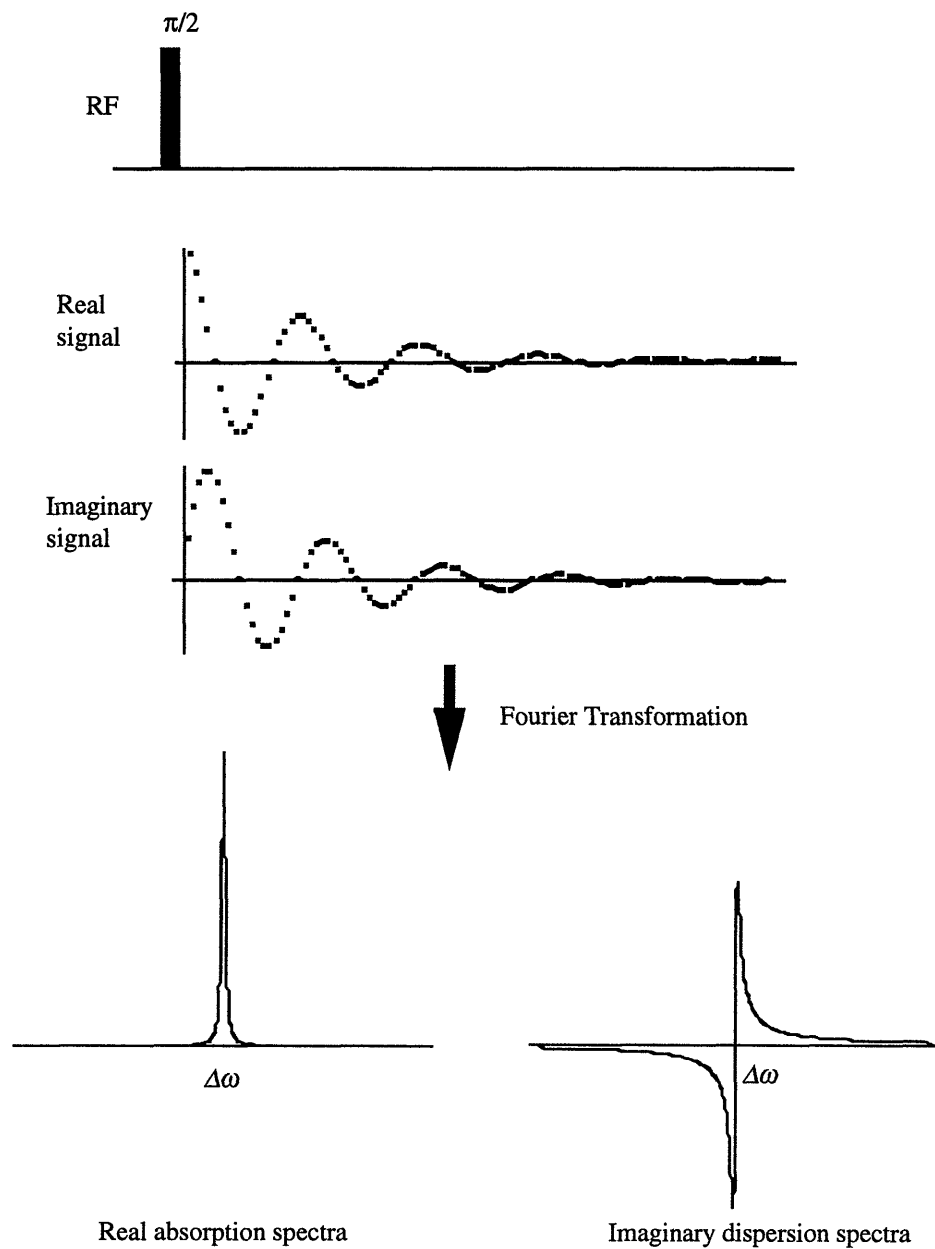 π/2
RF
Real
signal
Imaginary
signal
Fourier Transformation
Δω
Δω
Real absorption spectra
Imaginary dispersion spectra